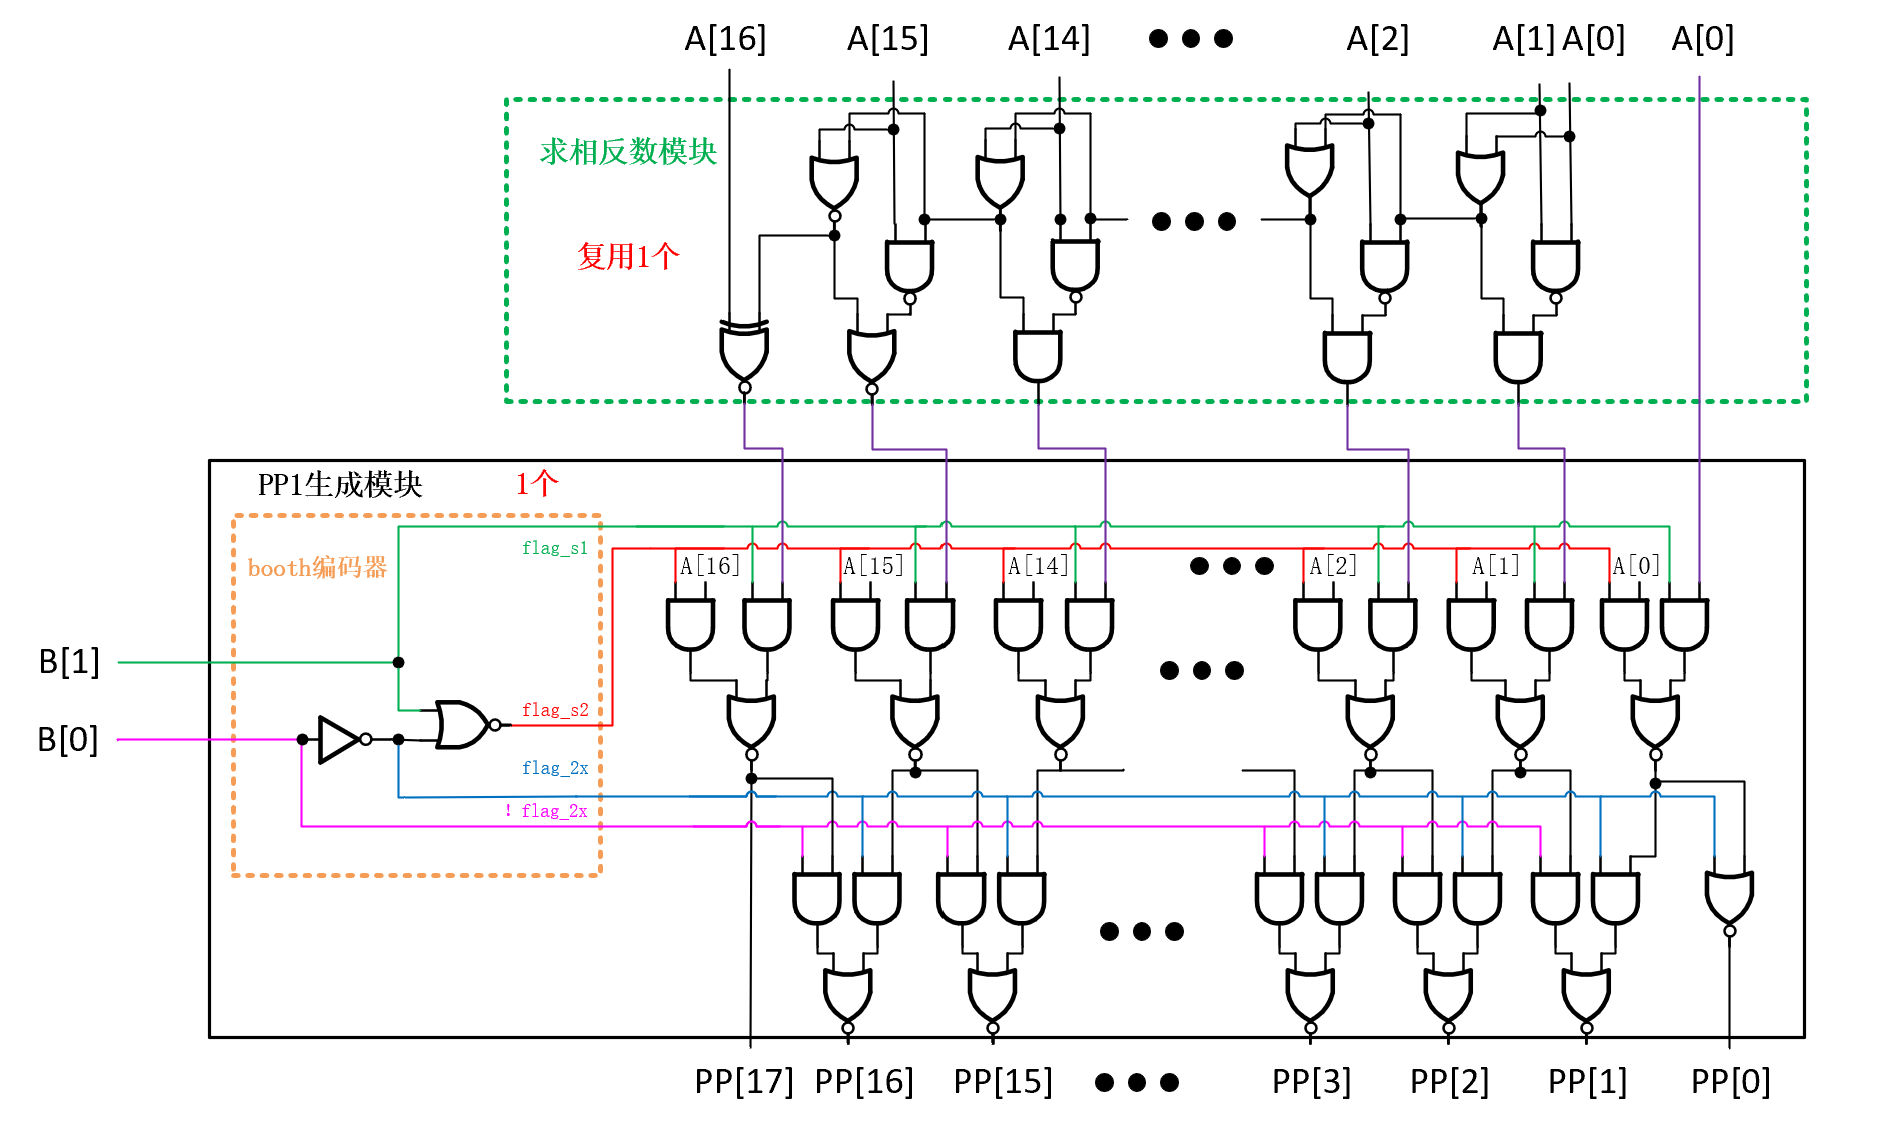 A[16] A[15] A[14] ●●● A[2] A[1] A[0] A[0]
求相反数模块
复用1个
PP1生成模块 1个
booth编码器
flag_s1
A[16] A[15] A[14] ●●● A[2] A[1] A[0]
B[1]
flag_s2
B[0]
flag_2x
! flag_2x
PP[17] PP[16] PP[15] ●●● PP[3] PP[2] PP[1] PP[0]